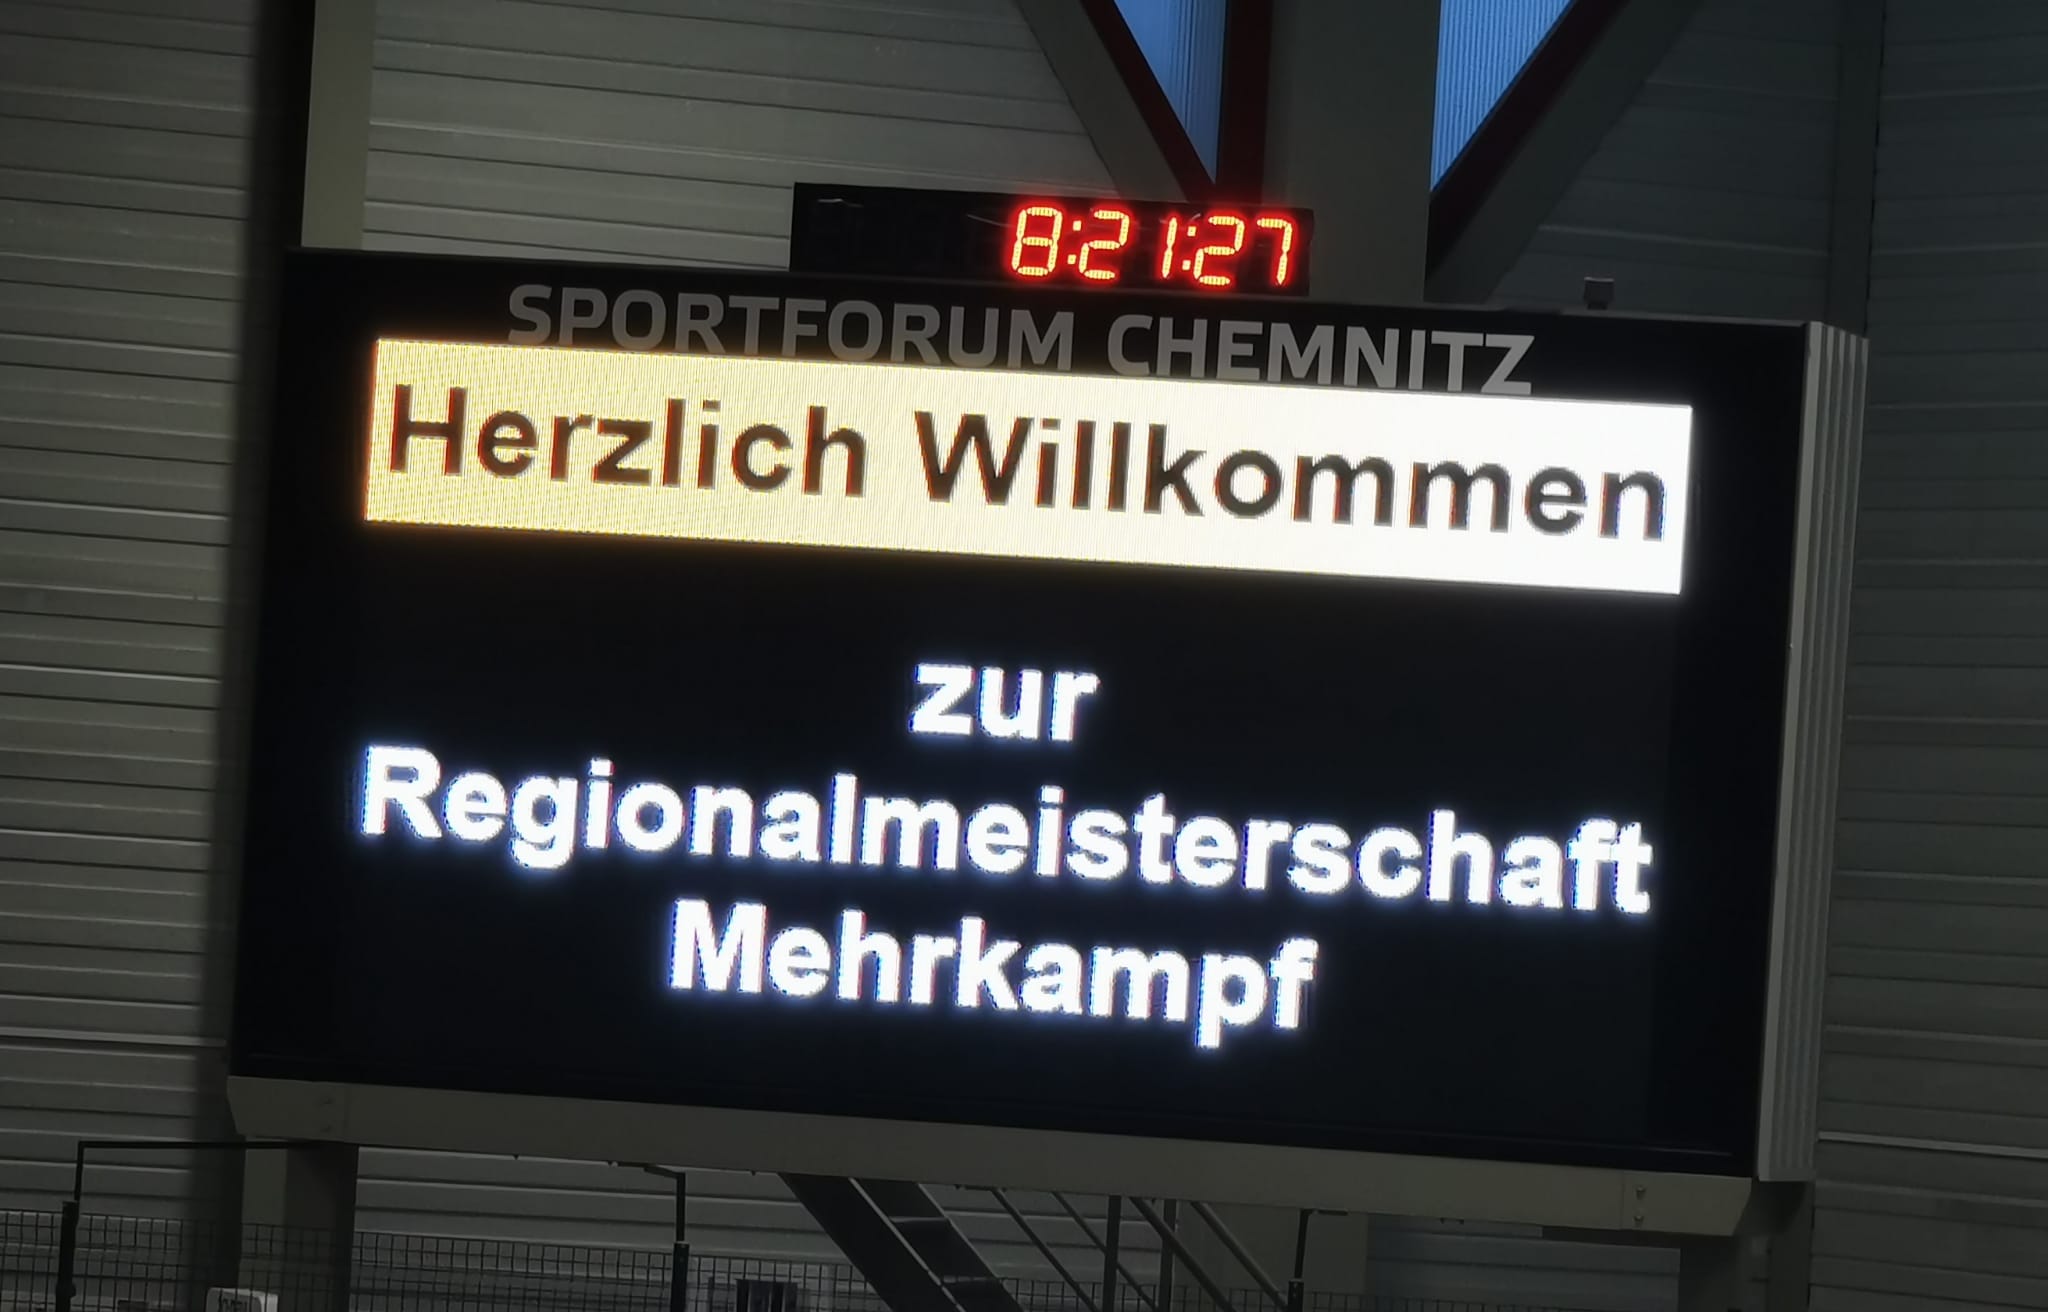 8:21:27
SPORTFORUM CHEMNITZ
Herzlich Willkommen
zur
Regionalmeisterschaft
Mehrkampf